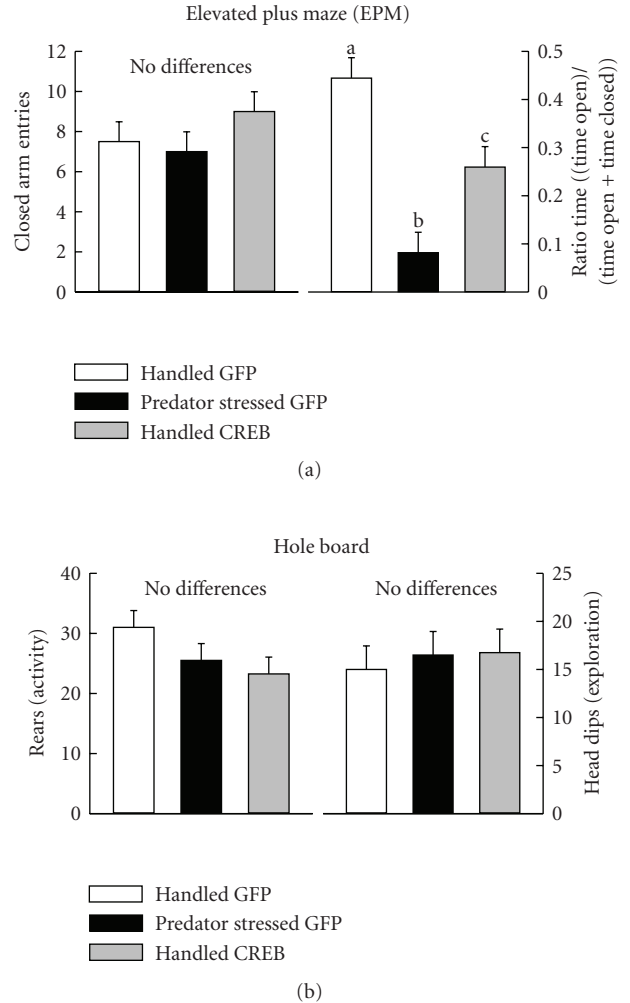 Elevated plus maze (EPM)
12
10
8
6
4
2
0
Closed arm entries
No differences
a
b
c
0.5
0.4
0.3
0.2
0.1
0
Ratio time ((time open)/
(time open + time closed))
Handled GFP
Predator stressed GFP
Handled CREB
(a)
Hole board
40
30
20
10
0
Rears (activity)
No differences
No differences
25
20
15
10
5
0
Head dips (exploration)
Handled GFP
Predator stressed GFP
Handled CREB
(b)